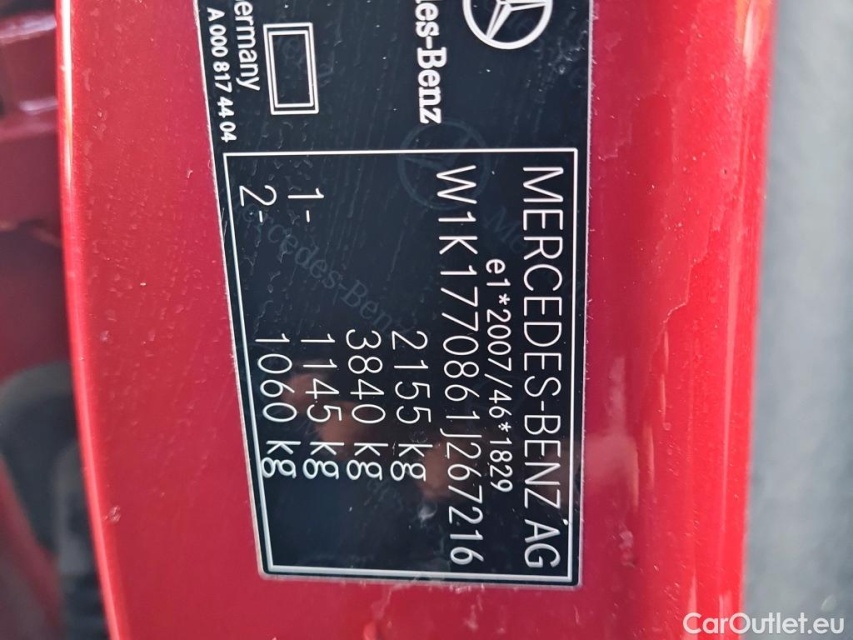 des-Benz
ermany
A 000 817 44 04
MERCEDES-BENZ AG
e1*2007/46*1829
W1K1770861J267216
2155 kg
3840 kg
1- 1145 kg
2- 1060 kg
CarOutlet.eu